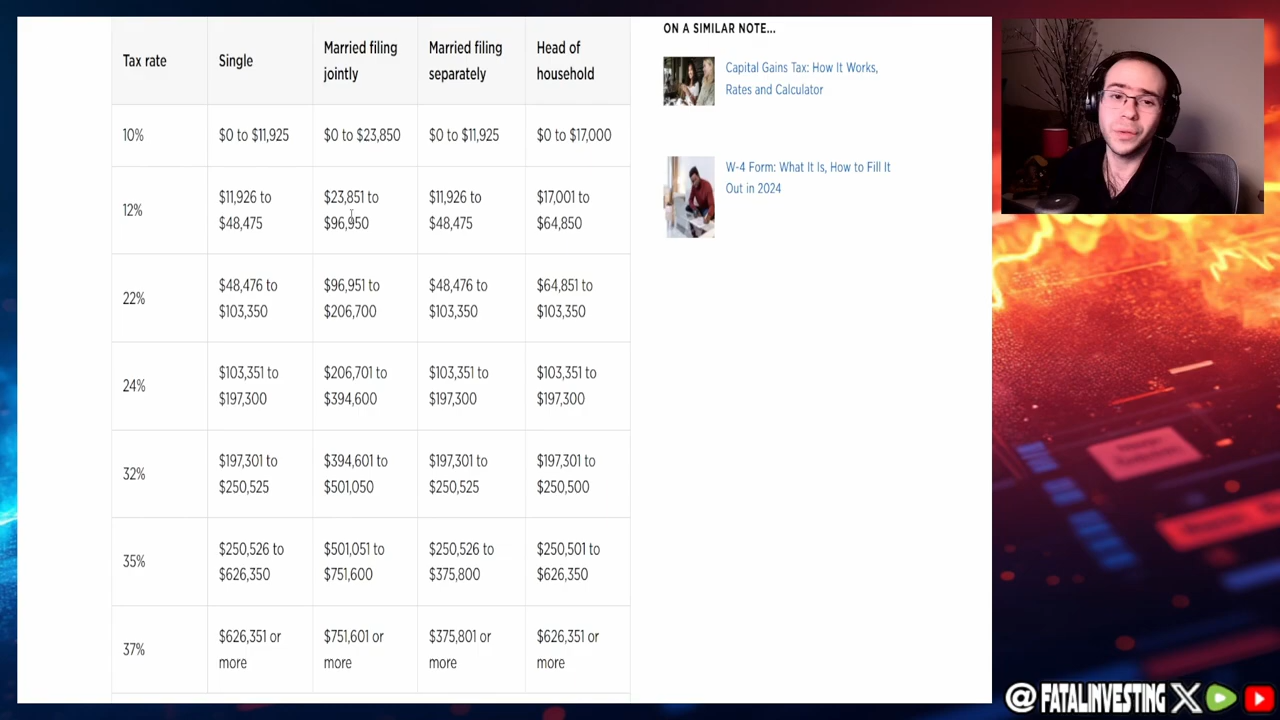 Tax rate
Single
Married filing
jointly
Married filing
separately
Head of
household
10%
$0 to $11,925
$0 to $23,850
$0 to $11,925
$0 to $17,000
12%
$11,926 to
$48,475
$23,851 to
$96,950
$11,926 to
$48,475
$17,001 to
$64,850
22%
$48,476 to
$103,350
$96,951 to
$206,700
$48,476 to
$103,350
$64,851 to
$103,350
24%
$103,351 to
$197,300
$206,701 to
$394,600
$103,351 to
$197,300
$103,351 to
$197,300
32%
$197,301 to
$250,525
$394,601 to
$501,050
$197,301 to
$250,525
$197,301 to
$250,500
35%
$250,526 to
$626,350
$501,051 to
$751,600
$250,526 to
$375,800
$250,501 to
$626,350
37%
$626,351 or
more
$751,601 or
more
$375,801 or
more
$626,351 or
more
ON A SIMILAR NOTE...
Capital Gains Tax: How It Works,
Rates and Calculator
W-4 Form: What It Is, How to Fill It
Out in 2024
@FATALINVESTING